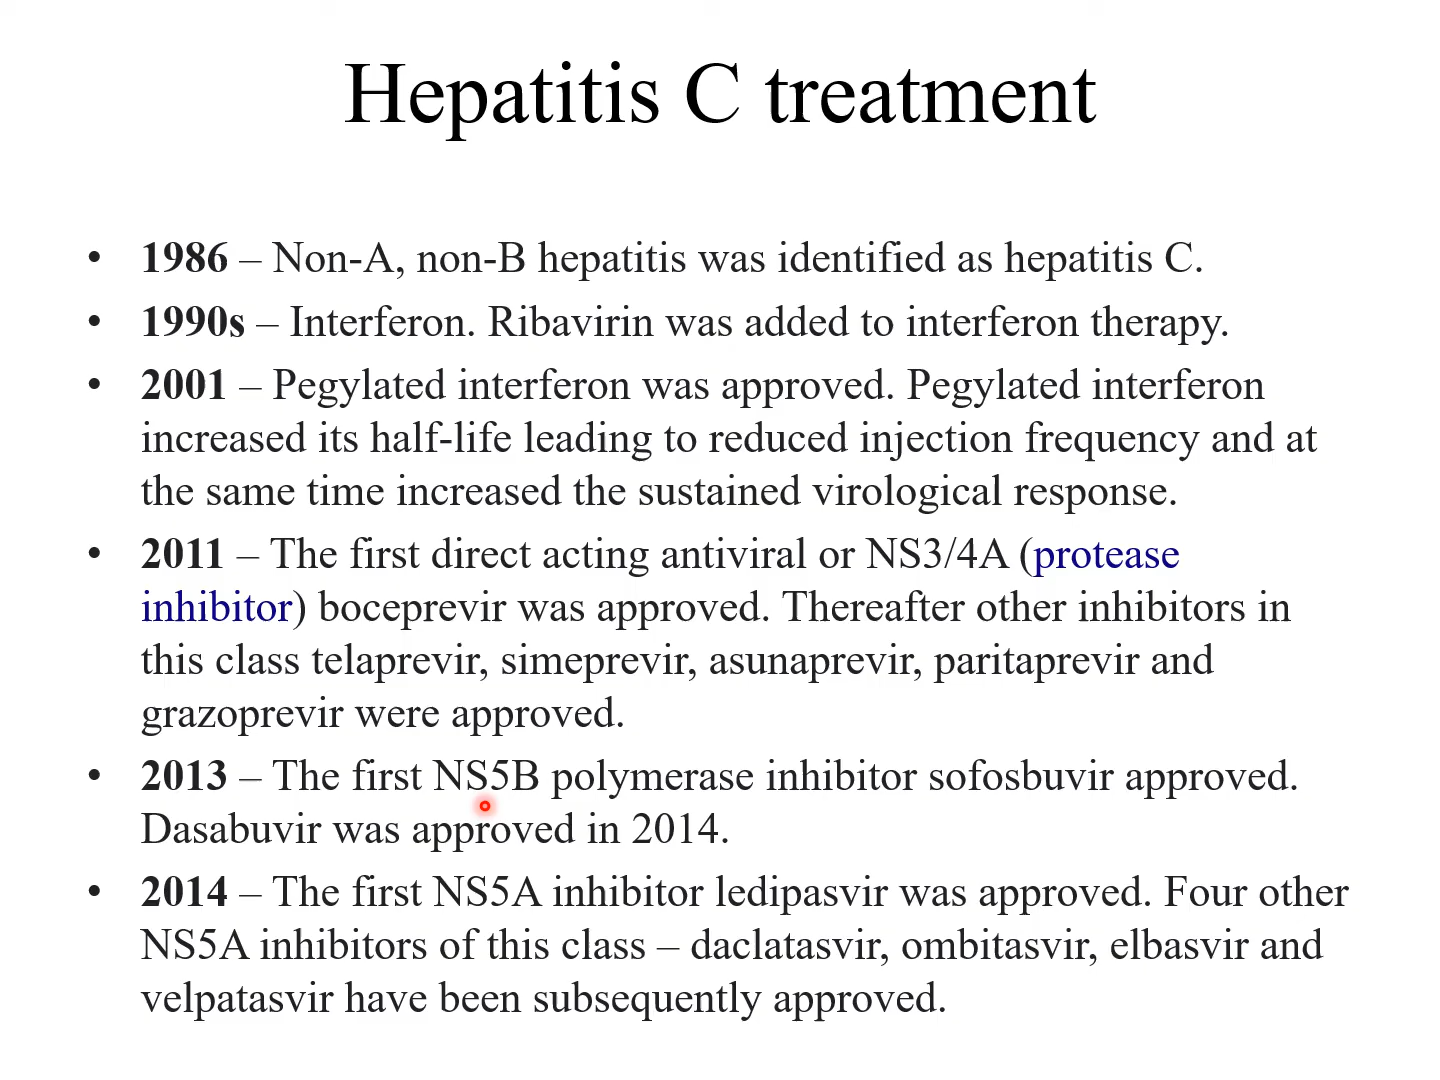 Hepatitis C treatment
• 1986 – Non-A, non-B hepatitis was identified as hepatitis C.
• 1990s – Interferon. Ribavirin was added to interferon therapy.
• 2001 – Pegylated interferon was approved. Pegylated interferon
increased its half-life leading to reduced injection frequency and at
the same time increased the sustained virological response.
• 2011 – The first direct acting antiviral or NS3/4A (protease
inhibitor) boceprevir was approved. Thereafter other inhibitors in
this class telaprevir, simeprevir, asunaprevir, paritaprevir and
grazoprevir were approved.
• 2013 – The first NS5B polymerase inhibitor sofosbuvir approved.
Dasabuvir was approved in 2014.
• 2014 – The first NS5A inhibitor ledipasvir was approved. Four other
NS5A inhibitors of this class – daclatasvir, ombitasvir, elbasvir and
velpatasvir have been subsequently approved.